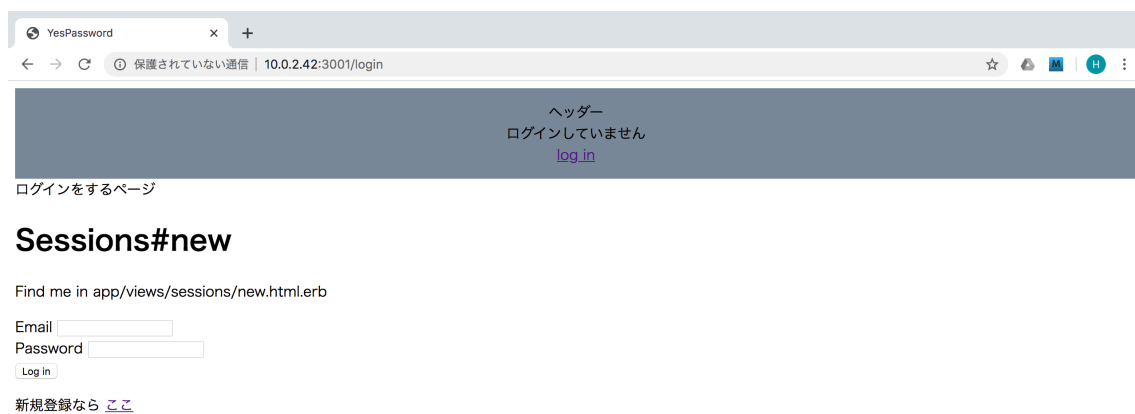 YesPassword
保護されていない通信 | 10.0.2.42:3001/login
M
H
ヘッダー
ログインしていません
log in
ログインをするページ
Sessions#new
Find me in app/views/sessions/new.html.erb
Email
Password
Log in
新規登録なら ここ